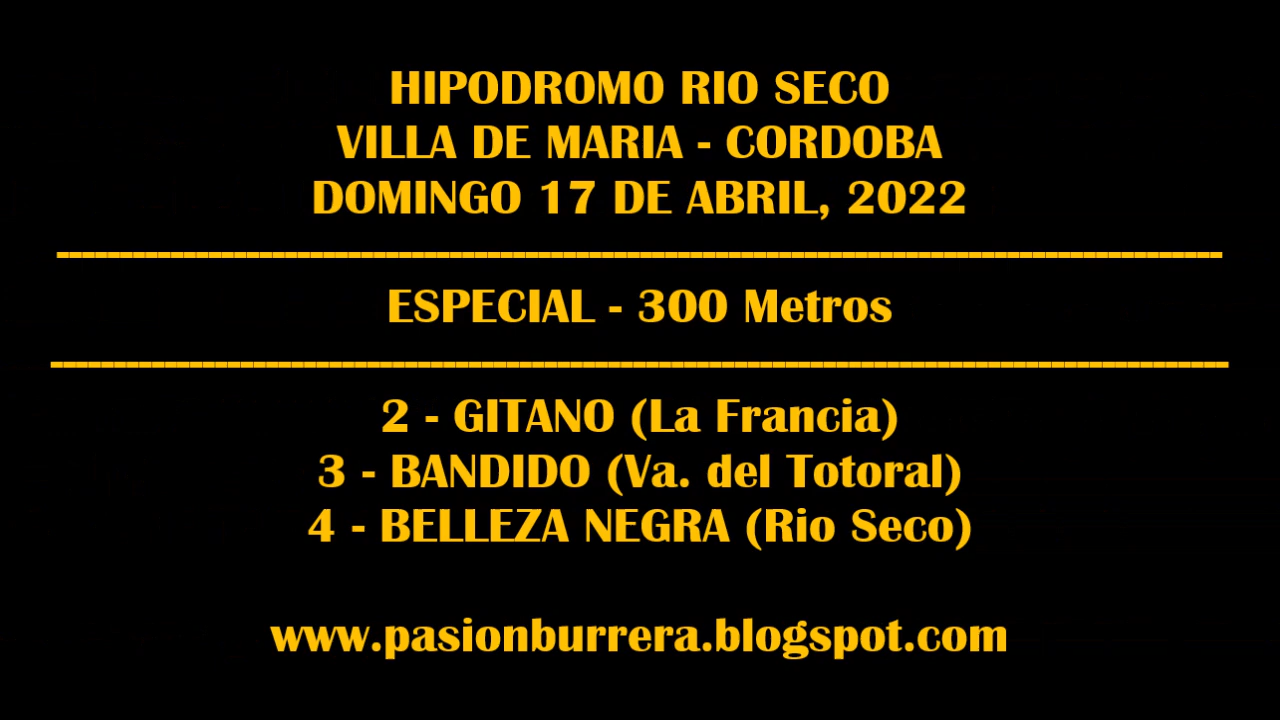 HIPODROMO RIO SECO
VILLA DE MARIA - CORDOBA
DOMINGO 17 DE ABRIL, 2022
ESPECIAL - 300 Metros
2 - GITANO (La Francia)
3 - BANDIDO (Va. del Totoral)
4 - BELLEZA NEGRA (Rio Seco)
www.pasionburrera.blogspot.com